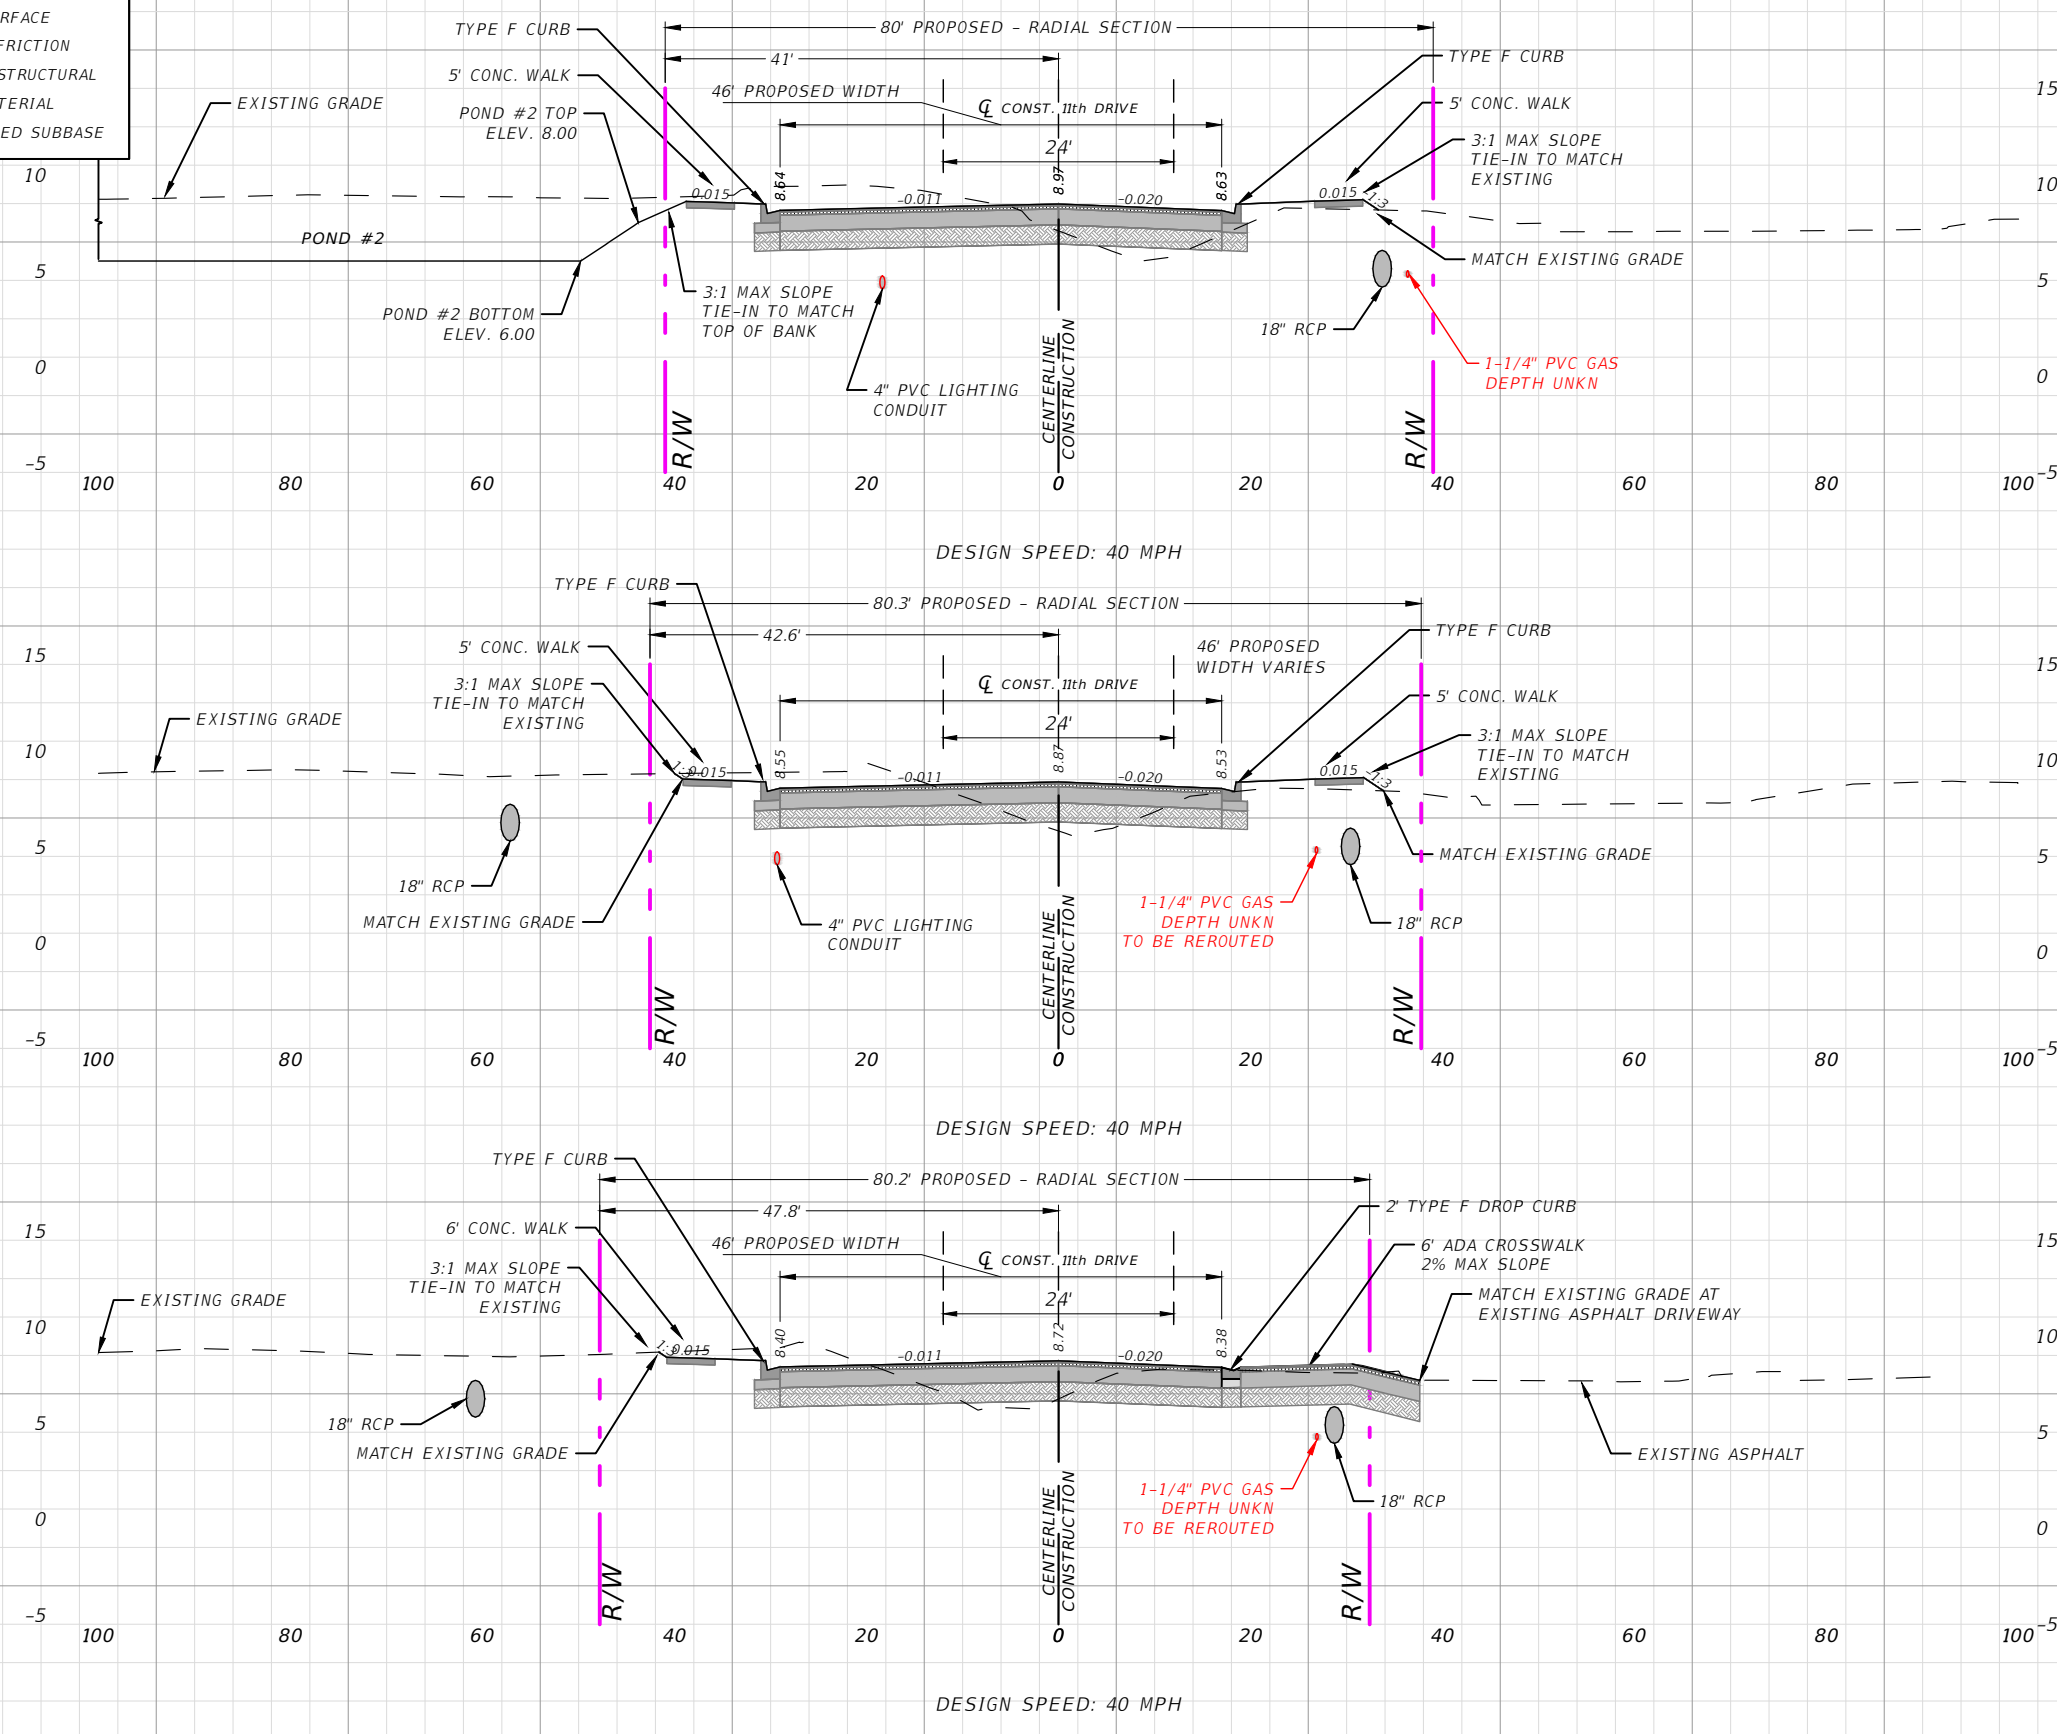 RFACE
FRICTION
STRUCTURAL
TERIAL
ED SUBBASE
TYPE F CURB
5' CONC. WALK
EXISTING GRADE
POND #2 TOP
ELEV. 8.00
80' PROPOSED – RADIAL SECTION
41'
46' PROPOSED WIDTH
CL CONST. 11th DRIVE
24'
TYPE F CURB
5' CONC. WALK
3:1 MAX SLOPE
TIE–IN TO MATCH
EXISTING
15
10
10
0.015
8.64
–0.011
8.97
–0.020
8.63
0.015
–1:3
POND #2
MATCH EXISTING GRADE
5
5
POND #2 BOTTOM
ELEV. 6.00
3:1 MAX SLOPE
TIE–IN TO MATCH
TOP OF BANK
18" RCP
4" PVC LIGHTING
CONDUIT
CENTERLINE
CONSTRUCTION
1–1/4" PVC GAS
DEPTH UNKN
0
0
R/W
R/W
–5
–5
100 80 60 40 20 0 20 40 60 80 100
DESIGN SPEED: 40 MPH
TYPE F CURB
80.3' PROPOSED – RADIAL SECTION
42.6'
5' CONC. WALK
3:1 MAX SLOPE
TIE–IN TO MATCH
EXISTING
EXISTING GRADE
CL CONST. 11th DRIVE
24'
46' PROPOSED
WIDTH VARIES
TYPE F CURB
5' CONC. WALK
3:1 MAX SLOPE
TIE–IN TO MATCH
EXISTING
15
15
10
10
1:3
0.015
8.55
–0.011
8.87
–0.020
8.53
0.015
–1:3
5
5
MATCH EXISTING GRADE
18" RCP
MATCH EXISTING GRADE
4" PVC LIGHTING
CONDUIT
CENTERLINE
CONSTRUCTION
1–1/4" PVC GAS
DEPTH UNKN
TO BE REROUTED
18" RCP
0
0
R/W
R/W
–5
–5
100 80 60 40 20 0 20 40 60 80 100
DESIGN SPEED: 40 MPH
TYPE F CURB
80.2' PROPOSED – RADIAL SECTION
47.8'
6' CONC. WALK
46' PROPOSED WIDTH
3:1 MAX SLOPE
TIE–IN TO MATCH
EXISTING
EXISTING GRADE
CL CONST. 11th DRIVE
24'
2' TYPE F DROP CURB
6' ADA CROSSWALK
2% MAX SLOPE
MATCH EXISTING GRADE AT
EXISTING ASPHALT DRIVEWAY
15
15
10
10
1:3
0.015
8.40
–0.011
8.72
–0.020
8.38
5
5
18" RCP
MATCH EXISTING GRADE
CENTERLINE
CONSTRUCTION
1–1/4" PVC GAS
DEPTH UNKN
TO BE REROUTED
18" RCP
EXISTING ASPHALT
0
0
R/W
R/W
–5
–5
100 80 60 40 20 0 20 40 60 80 100
DESIGN SPEED: 40 MPH